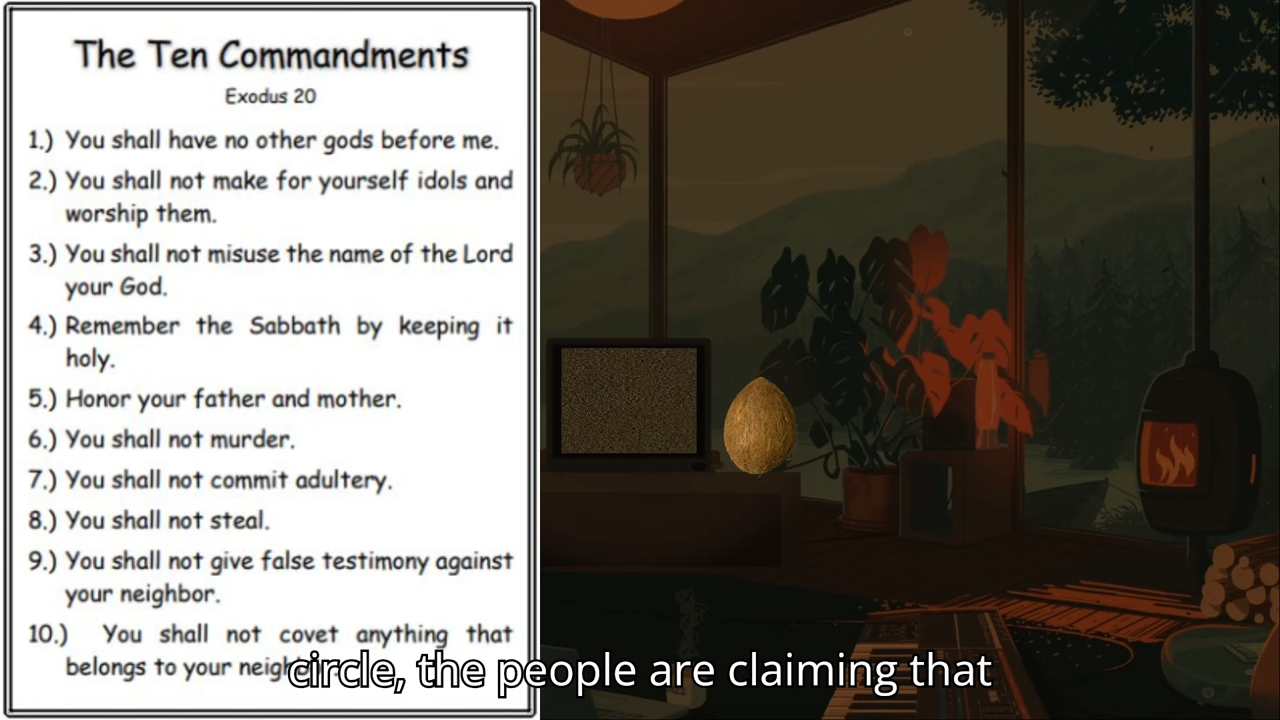 The Ten Commandments
Exodus 20
1.) You shall have no other gods before me.
2.) You shall not make for yourself idols and
worship them.
3.) You shall not misuse the name of the Lord
your God.
4.) Remember the Sabbath by keeping it
holy.
5.) Honor your father and mother.
6.) You shall not murder.
7.) You shall not commit adultery.
8.) You shall not steal.
9.) You shall not give false testimony against
your neighbor.
10.) You shall not covet anything that
belongs to your
circle, the people are claiming that